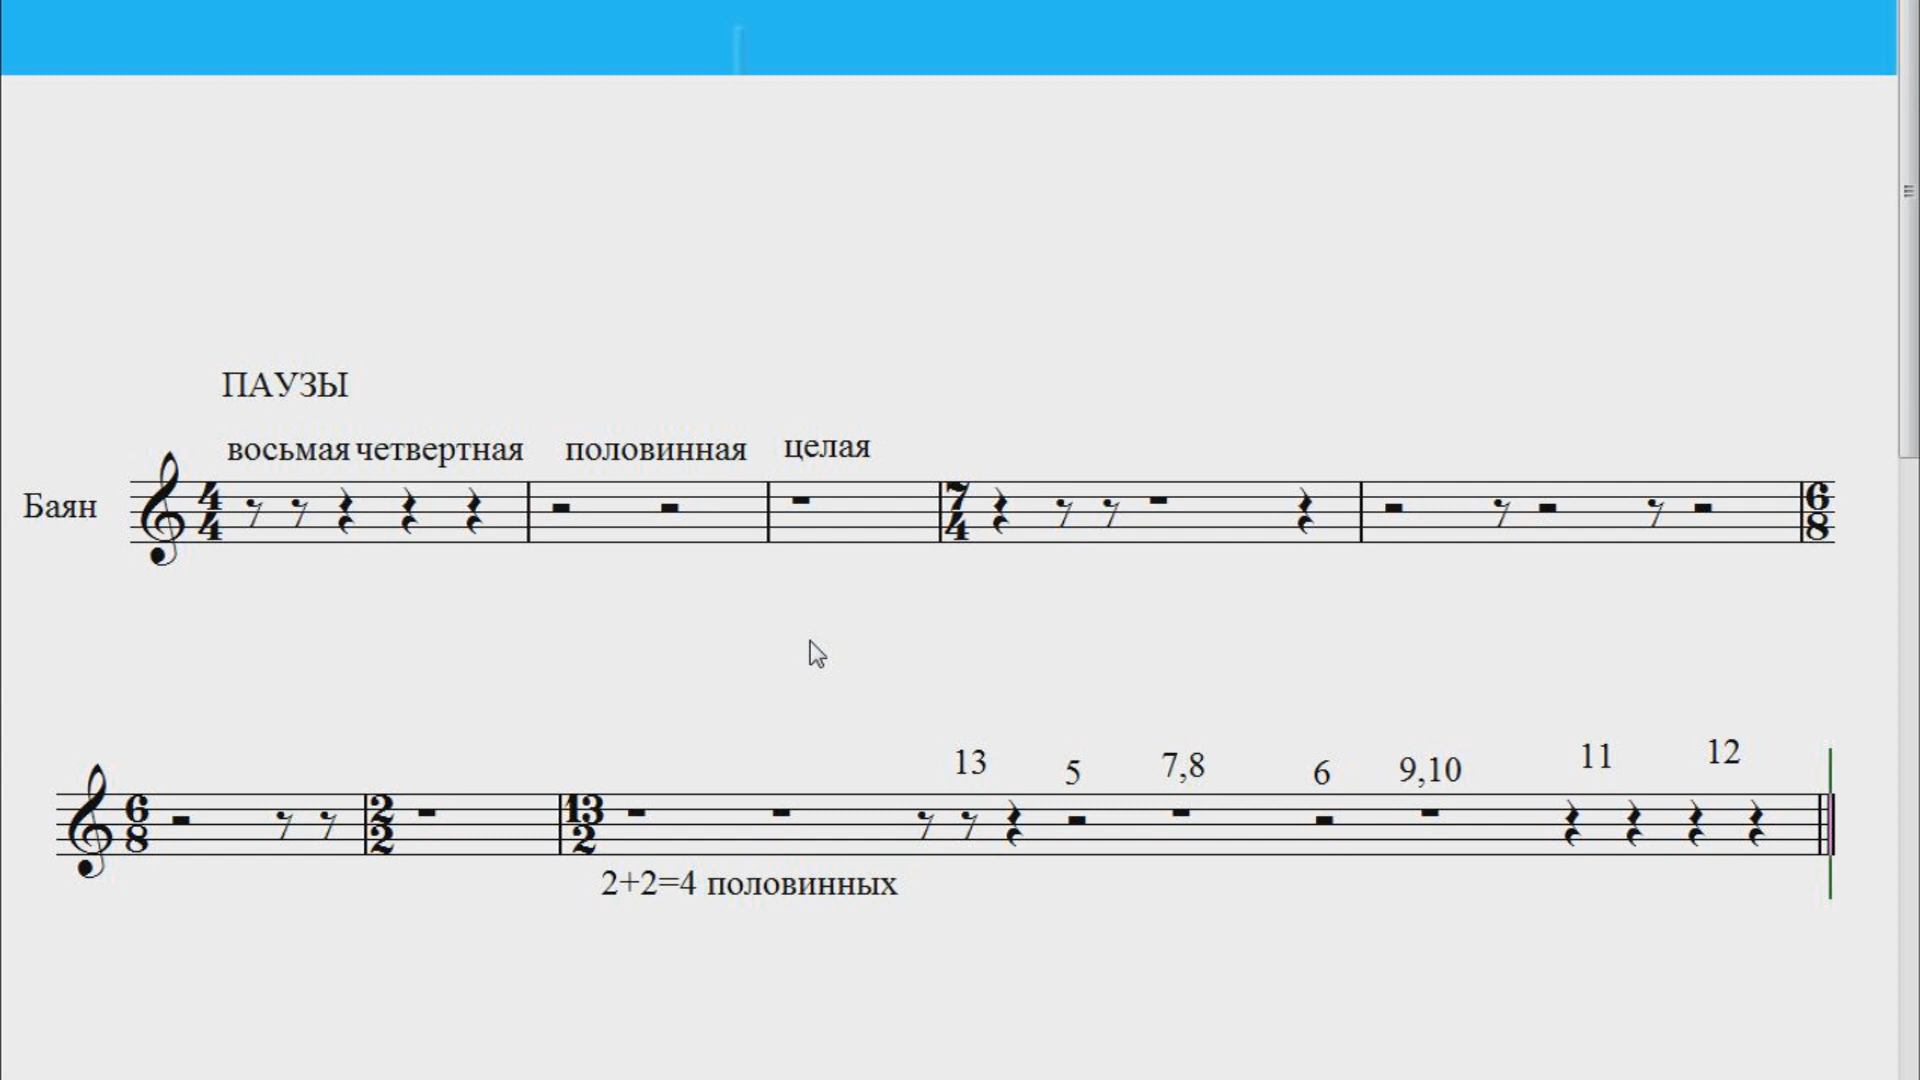 ПАУЗЫ
восьмая четвертная половинная целая
Баян
4 4 7 4 6 8
13 5 7,8 6 9,10 11 12
6 8 2 2 13 2
2+2=4 половинных